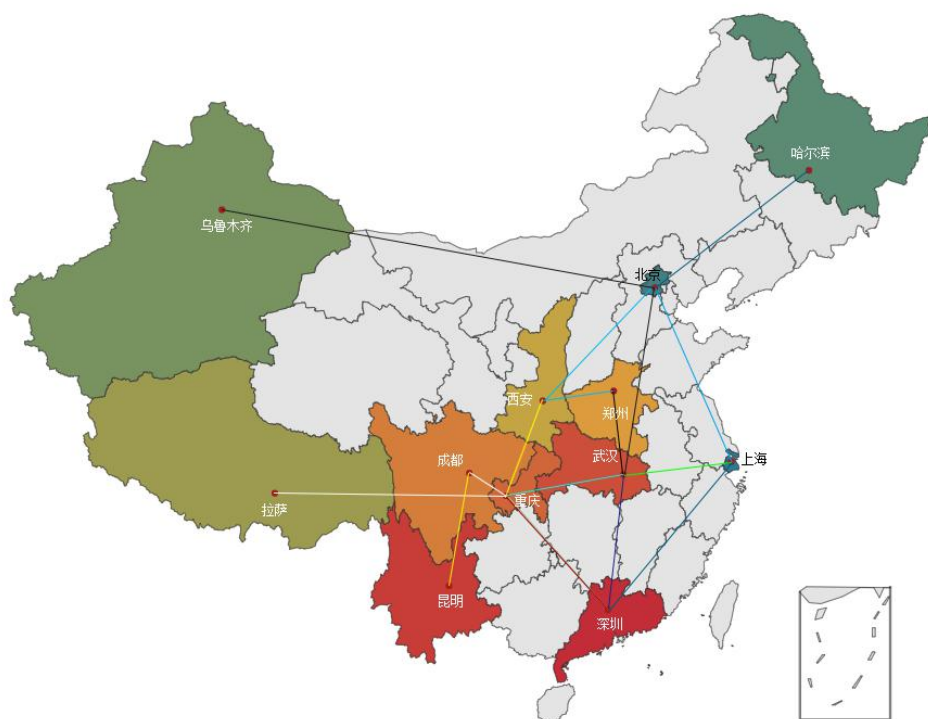 哈尔滨
乌鲁木齐
北京
西安
郑州
成都
武汉
上海
拉萨
重庆
昆明
深圳